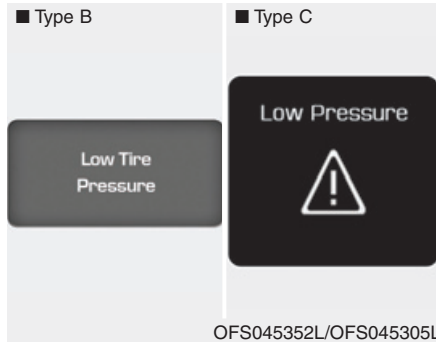 ■ Type B
■ Type C
Low Tire
Pressure
Low Pressure
OFS045352L/OFS045305L